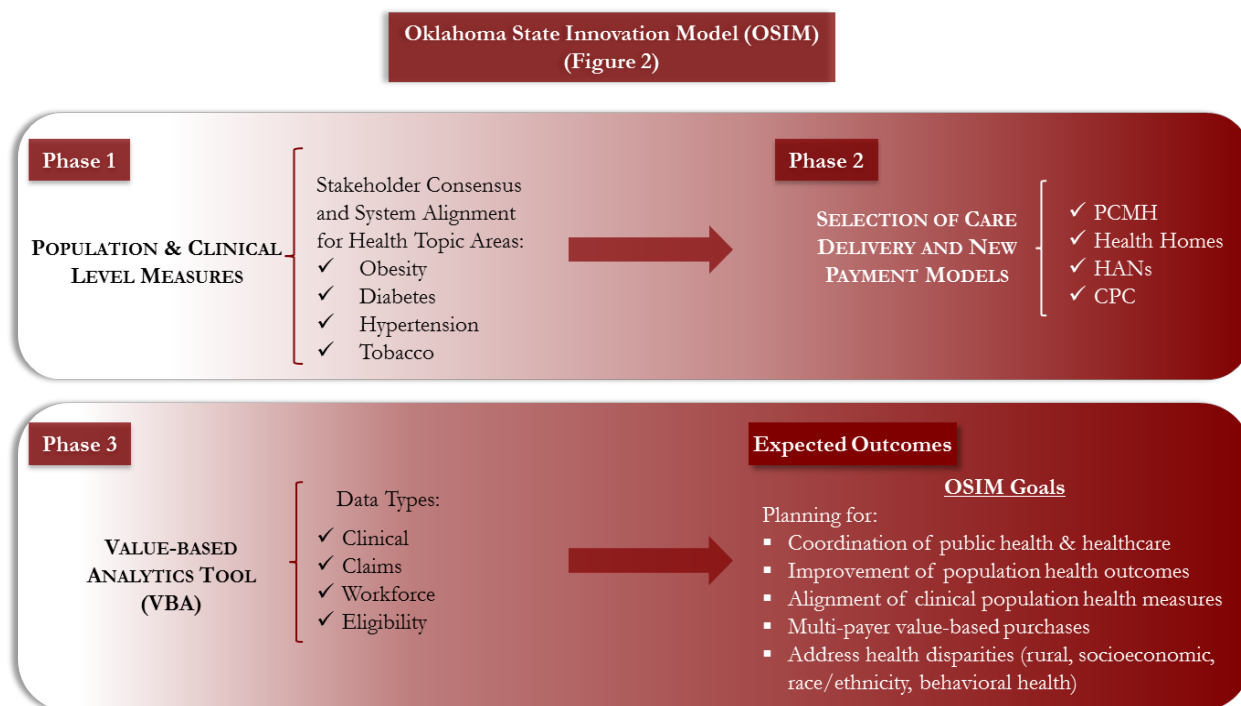 Oklahoma State Innovation Model (OSIM)
(Figure 2)
Phase 1
POPULATION & CLINICAL
LEVEL MEASURES
Stakeholder Consensus
and System Alignment
for Health Topic Areas:
✓ Obesity
✓ Diabetes
✓ Hypertension
✓ Tobacco
Phase 2
SELECTION OF CARE
DELIVERY AND NEW
PAYMENT MODELS
✓ PCMH
✓ Health Homes
✓ HANs
✓ CPC
Phase 3
VALUE-BASED
ANALYTICS TOOL
(VBA)
Data Types:
✓ Clinical
✓ Claims
✓ Workforce
✓ Eligibility
Expected Outcomes
OSIM Goals
Planning for:
▪ Coordination of public health & healthcare
▪ Improvement of population health outcomes
▪ Alignment of clinical population health measures
▪ Multi-payer value-based purchases
▪ Address health disparities (rural, socioeconomic,
race/ethnicity, behavioral health)